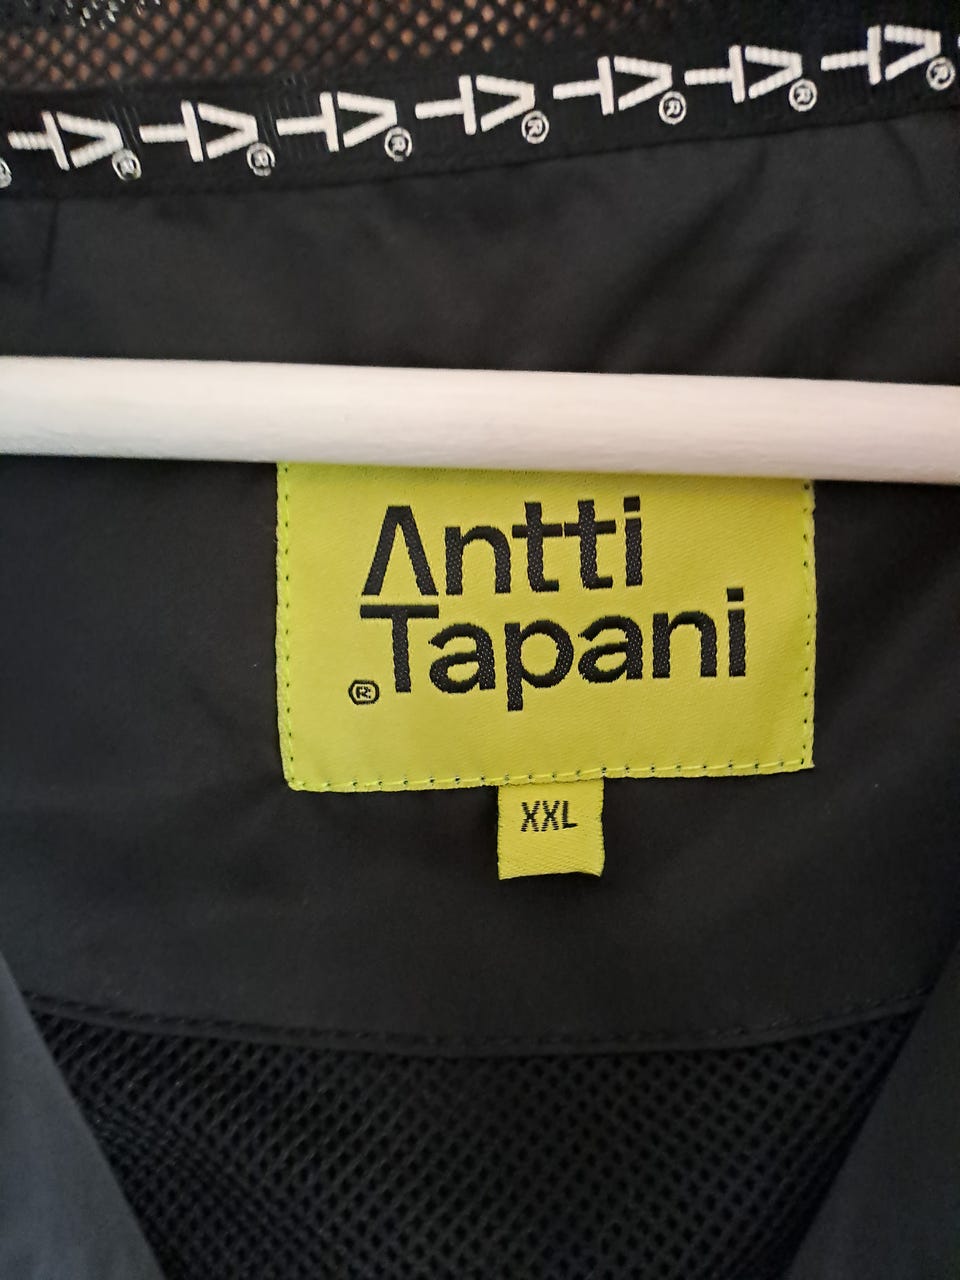 Antti
Tapani
®
XXL